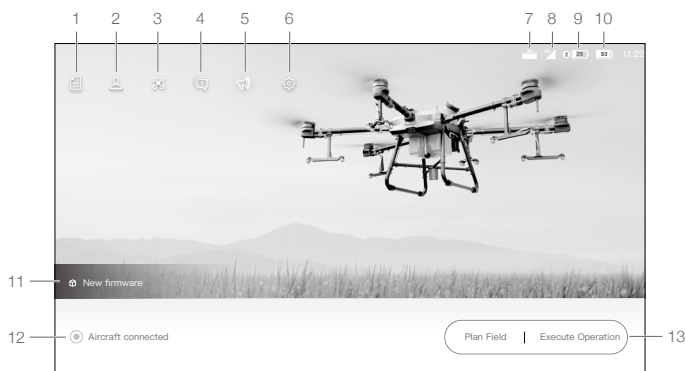 1 2 3 4 5 6 7 8 9 10
2 25 93 11:22
?
11 New firmware
12 Aircraft connected
Plan Field | Execute Operation 13